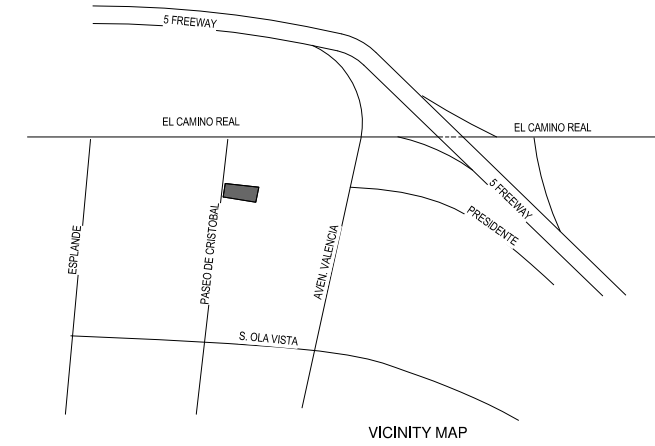 5 FREEWAY
EL CAMINO REAL
EL CAMINO REAL
5 FREEWAY
PRESIDENTE
ESPLANDE
PASEO DE CRISTOBAL
AVEN. VALENCIA
S. OLA VISTA
VICINITY MAP